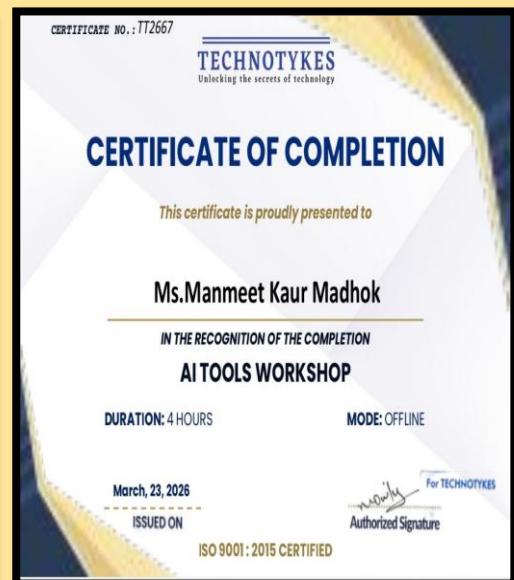 CERTIFICATE NO.: TT2667
TECHNOTYKES
Unlocking the secrets of technology
CERTIFICATE OF COMPLETION
This certificate is proudly presented to
Ms.Manmeet Kaur Madhok
IN THE RECOGNITION OF THE COMPLETION
AI TOOLS WORKSHOP
DURATION: 4 HOURS MODE: OFFLINE
March, 23, 2026 For TECHNOTYKES
ISSUED ON Authorized Signature
ISO 9001 : 2015 CERTIFIED